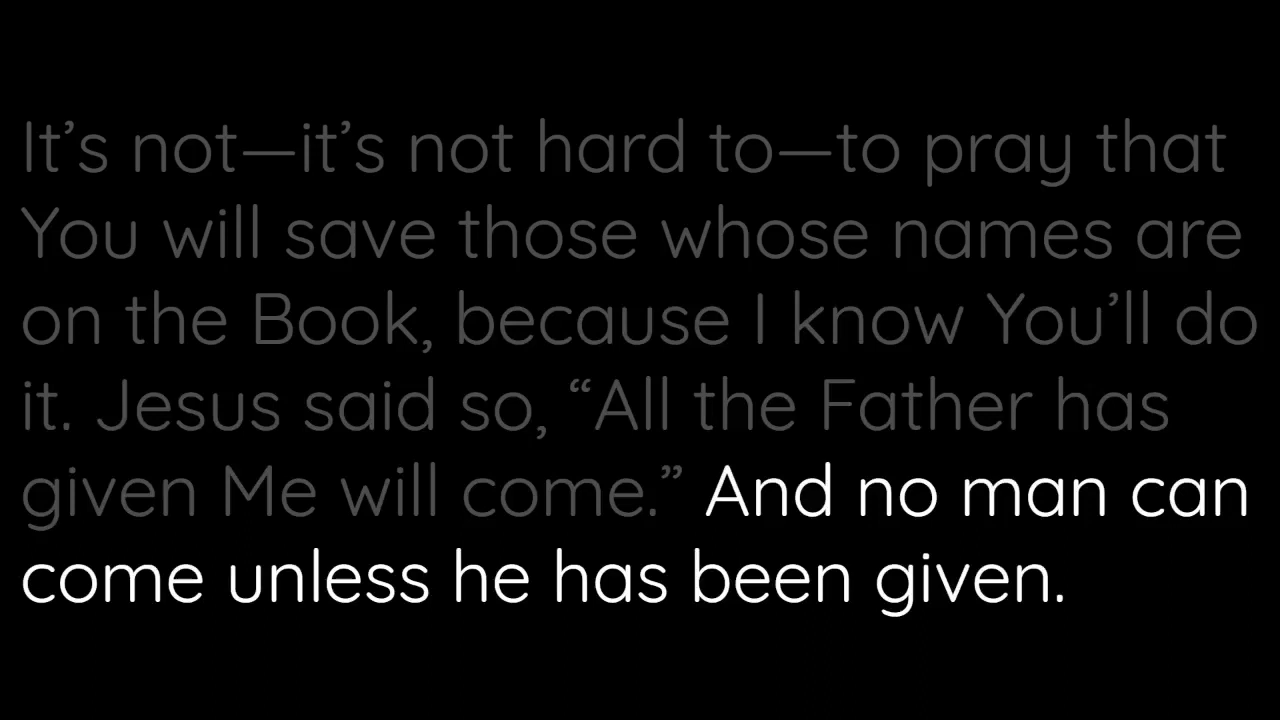 It’s not—it’s not hard to—to pray that
You will save those whose names are
on the Book, because I know You’ll do
it. Jesus said so, “All the Father has
given Me will come.” And no man can
come unless he has been given.